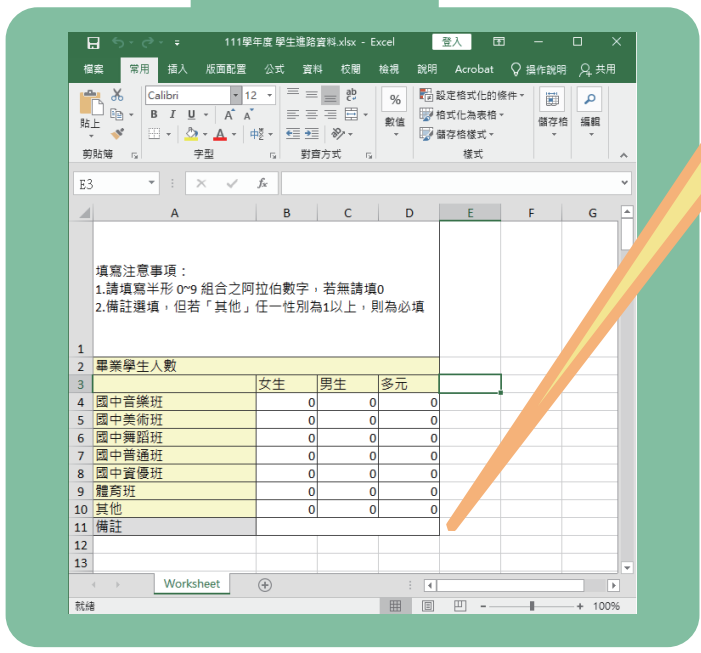 111學年度 學生進路資料.xlsx - Excel
登入
檔案 常用 插入 版面配置 公式 資料 校閱 檢視 說明 Acrobat 操作說明 共用
貼上
Calibri 12
B I U A A
A 中
ab c
% 數值
設定格式化的條件
格式化為表格
儲存格樣式
儲存格
編輯
剪貼簿 字型 對齊方式 樣式
E3 fx
A B C D E F G
填寫注意事項：
1.請填寫半形 0~9 組合之阿拉伯數字，若無請填0
2.備註選填，但若「其他」任一性別為1以上，則為必填
1
2 畢業學生人數
3 女生 男生 多元
4 國中音樂班 0 0 0
5 國中美術班 0 0 0
6 國中舞蹈班 0 0 0
7 國中普通班 0 0 0
8 國中資優班 0 0 0
9 體育班 0 0 0
10 其他 0 0 0
11 備註
12
13
Worksheet
就緒 100%